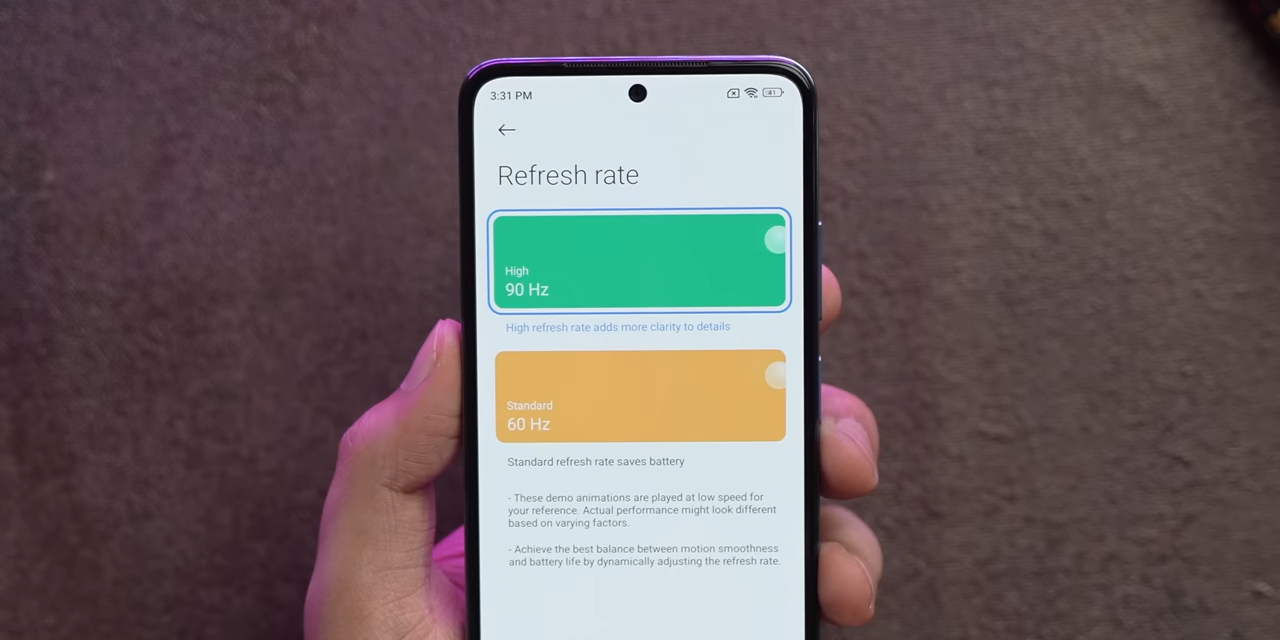 3:31 PM
41
Refresh rate
High
90 Hz
High refresh rate adds more clarity to details
Standard
60 Hz
Standard refresh rate saves battery
- These demo animations are played at low speed for
your reference. Actual performance might look different
based on varying factors.
- Achieve the best balance between motion smoothness
and battery life by dynamically adjusting the refresh rate.